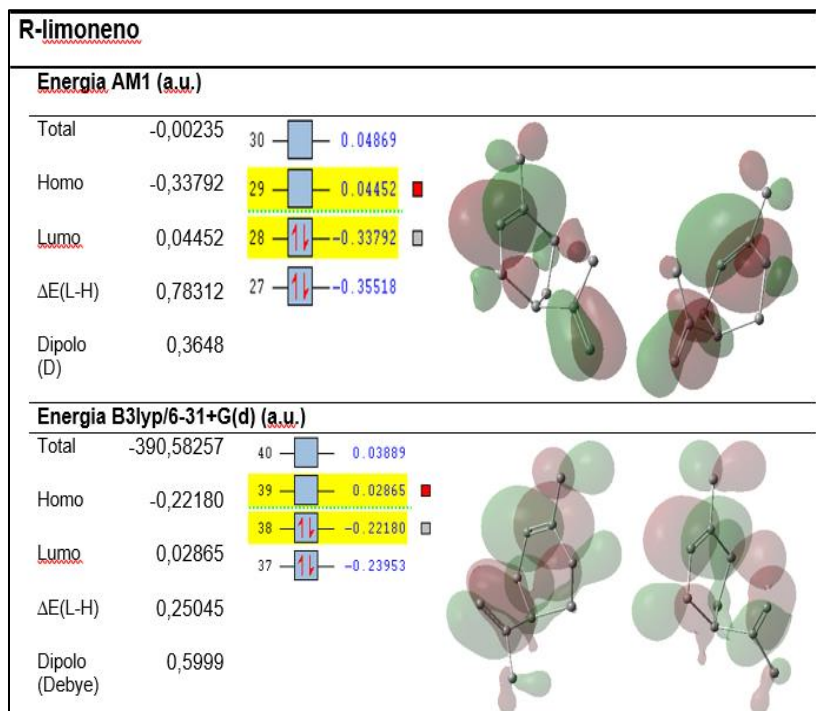 R-limoneno
Energia AM1 (a.u.)
Total -0,00235
Homo -0,33792
Lumo 0,04452
ΔE(L-H) 0,78312
Dipolo 0,3648
(D)
30 0.04869
29 0.04452
28 -0.33792
27 -0.35518
Energia B3lyp/6-31+G(d) (a.u.)
Total -390,58257
Homo -0,22180
Lumo 0,02865
ΔE(L-H) 0,25045
Dipolo 0,5999
(Debye)
40 0.03889
39 0.02865
38 -0.22180
37 -0.23953